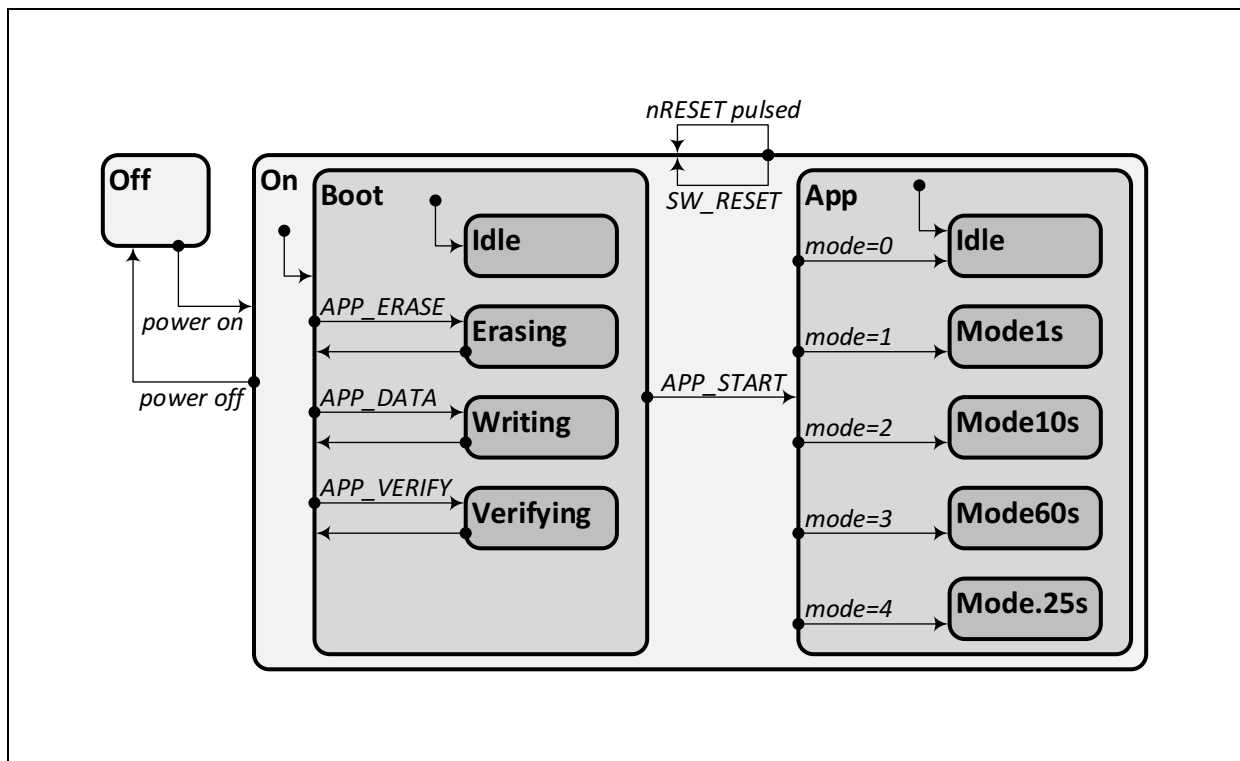 nRESET pulsed
Off
On
Boot
SW_RESET
App
Idle
mode=0
Idle
APP_ERASE
Erasing
power on
mode=1
Mode1s
power off
APP_DATA
Writing
APP_START
mode=2
Mode10s
APP_VERIFY
Verifying
mode=3
Mode60s
mode=4
Mode.25s